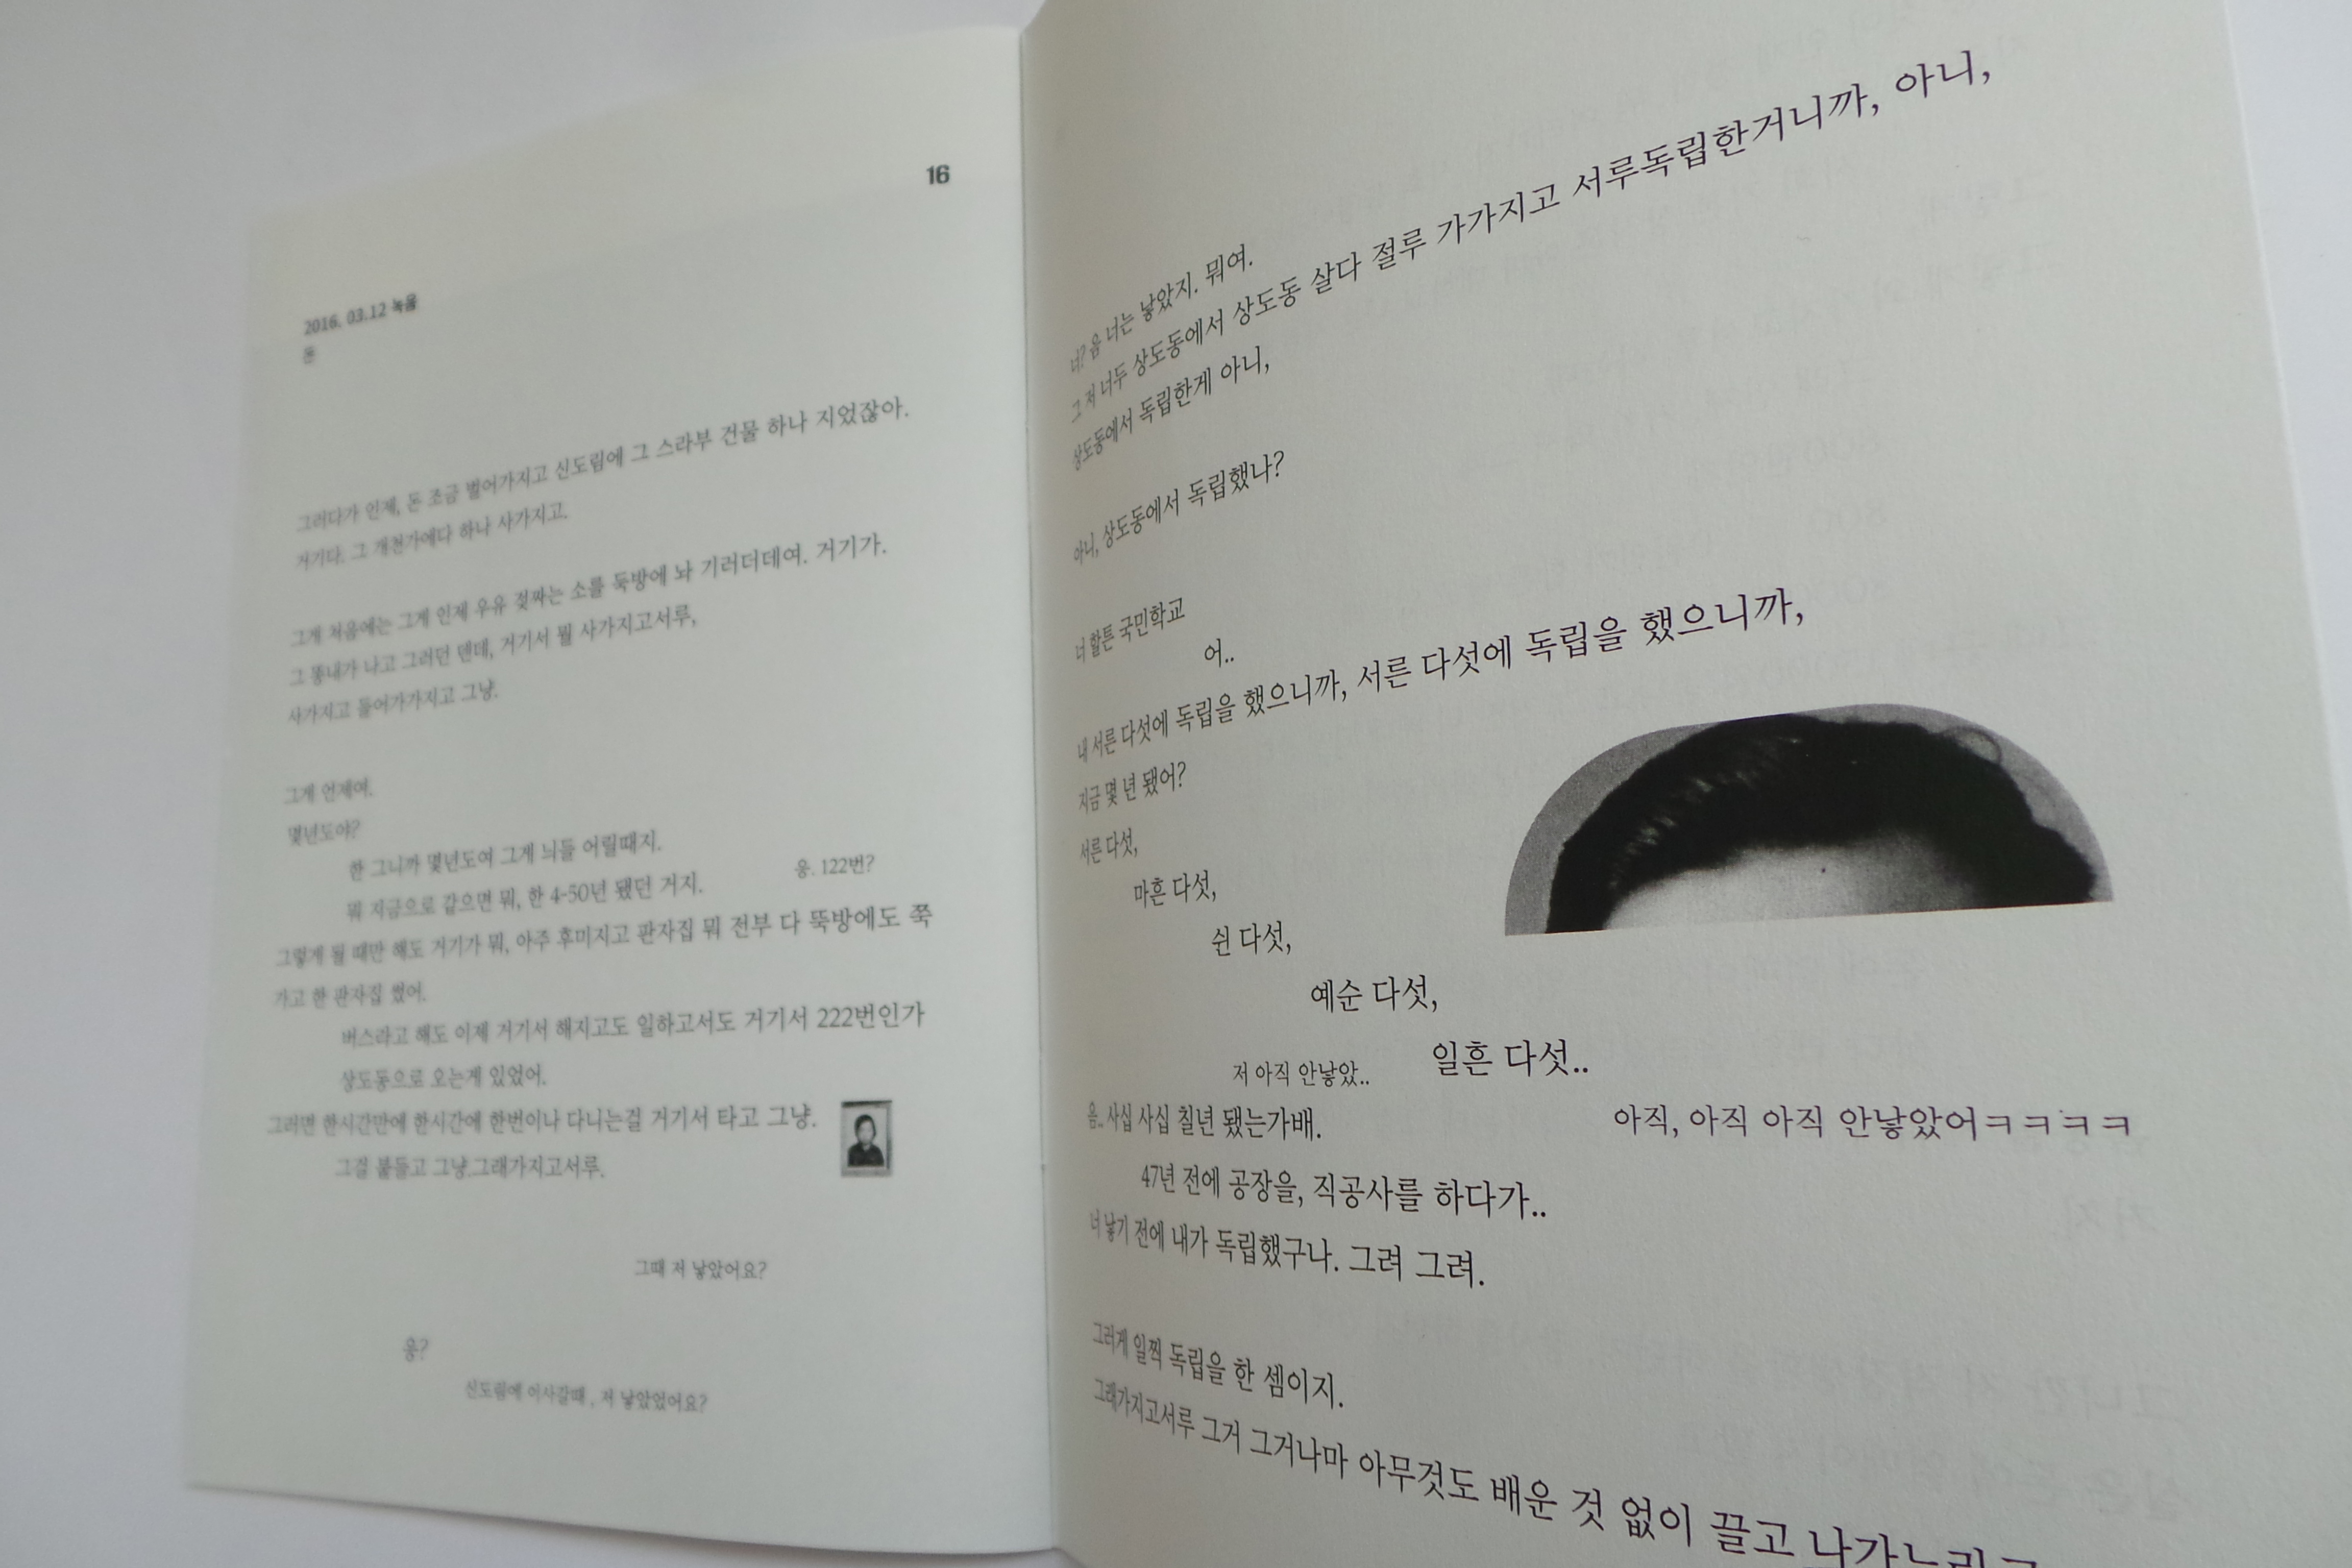 16
2016. 03.12 녹음
돈
그러다가 인제, 돈 조금 벌어가지고 신도림에 그 스라부 건물 하나 지었잖아.
거기다. 그 개천가에다 하나 사가지고.
그게 처음에는 그게 인제 우유 젖짜는 소를 둑방에 놔 기러더데여. 거기가.
그 똥내가 나고 그러던 덴데, 거기서 뭘 사가지고서루,
사가지고 들어가가지고 그냥.
그게 언제여.
몇년도야?
한 그니까 몇년도여 그게 늬들 어릴때지.
응. 122번?
뭐 지금으로 같으면 뭐, 한 4-50년 됐던 거지.
그렇게 될 때만 해도 거기가 뭐, 아주 후미지고 판자집 뭐 전부 다 뚝방에도 쭉
가고 한 판자집 썼어.
버스라고 해도 이제 거기서 해지고도 일하고서도 거기서 222번인가
상도동으로 오는게 있었어.
그러면 한시간만에 한시간에 한번이나 다니는걸 거기서 타고 그냥.
그걸 붙들고 그냥.그래가지고서루.
그때 저 낳았어요?
응?
신도림에 이사갈때 , 저 낳았었어요?
너? 음 너는 낳았지. 뭐여.
그 저 너두 상도동에서 상도동 살다 절루 가가지고 서루독립한거니까, 아니,
상도동에서 독립한게 아니,
아니, 상도동에서 독립했나?
너 할튼 국민학교
어..
내 서른 다섯에 독립을 했으니까, 서른 다섯에 독립을 했으니까,
지금 몇 년 됐어?
서른 다섯,
마흔 다섯,
쉰 다섯,
예순 다섯,
일흔 다섯..
저 아직 안낳았..
아직, 아직 아직 안낳았어ㅋㅋㅋㅋ
음.. 사십 사십 칠년 됐는가배.
47년 전에 공장을, 직공사를 하다가..
너 낳기 전에 내가 독립했구나. 그려 그려.
그러게 일찍 독립을 한 셈이지.
그래가지고서루 그거 그거나마 아무것도 배운 것 없이 끌고